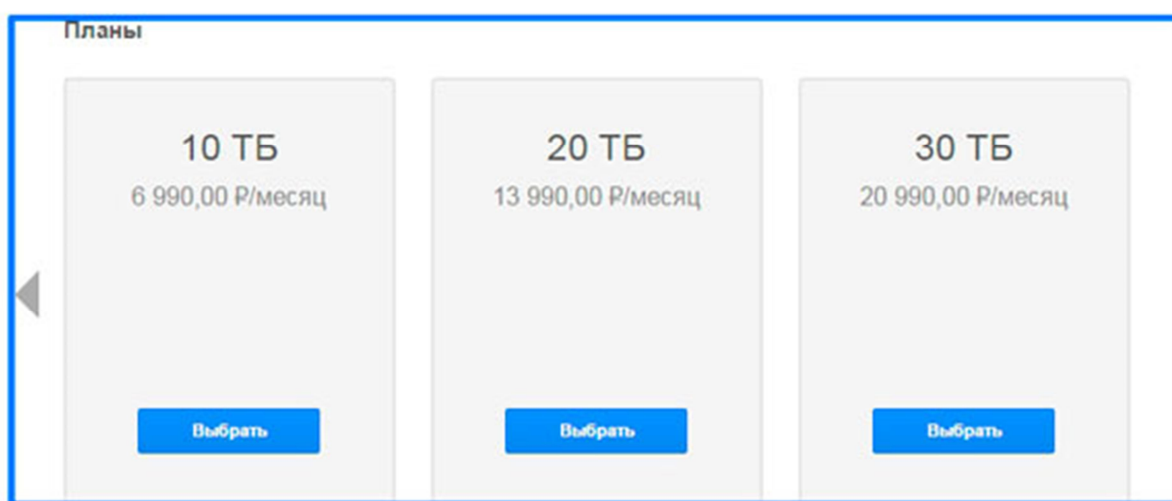 Планы
10 ТБ
6 990,00 ₽/месяц
Выбрать
20 ТБ
13 990,00 ₽/месяц
Выбрать
30 ТБ
20 990,00 ₽/месяц
Выбрать